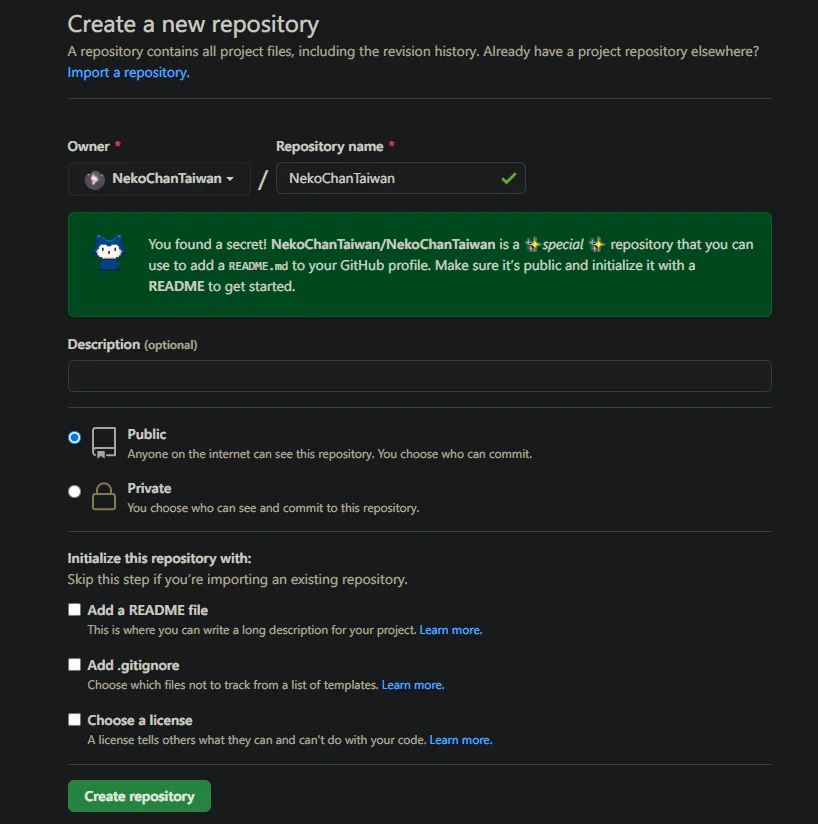 Create a new repository
A repository contains all project files, including the revision history. Already have a project repository elsewhere?
Import a repository.
Owner *
Repository name *
NekoChanTaiwan
/
NekoChanTaiwan
You found a secret! NekoChanTaiwan/NekoChanTaiwan is a ✨special ✨ repository that you can
use to add a README.md to your GitHub profile. Make sure it’s public and initialize it with a
README to get started.
Description (optional)
Public
Anyone on the internet can see this repository. You choose who can commit.
Private
You choose who can see and commit to this repository.
Initialize this repository with:
Skip this step if you’re importing an existing repository.
Add a README file
This is where you can write a long description for your project. Learn more.
Add .gitignore
Choose which files not to track from a list of templates. Learn more.
Choose a license
A license tells others what they can and can't do with your code. Learn more.
Create repository